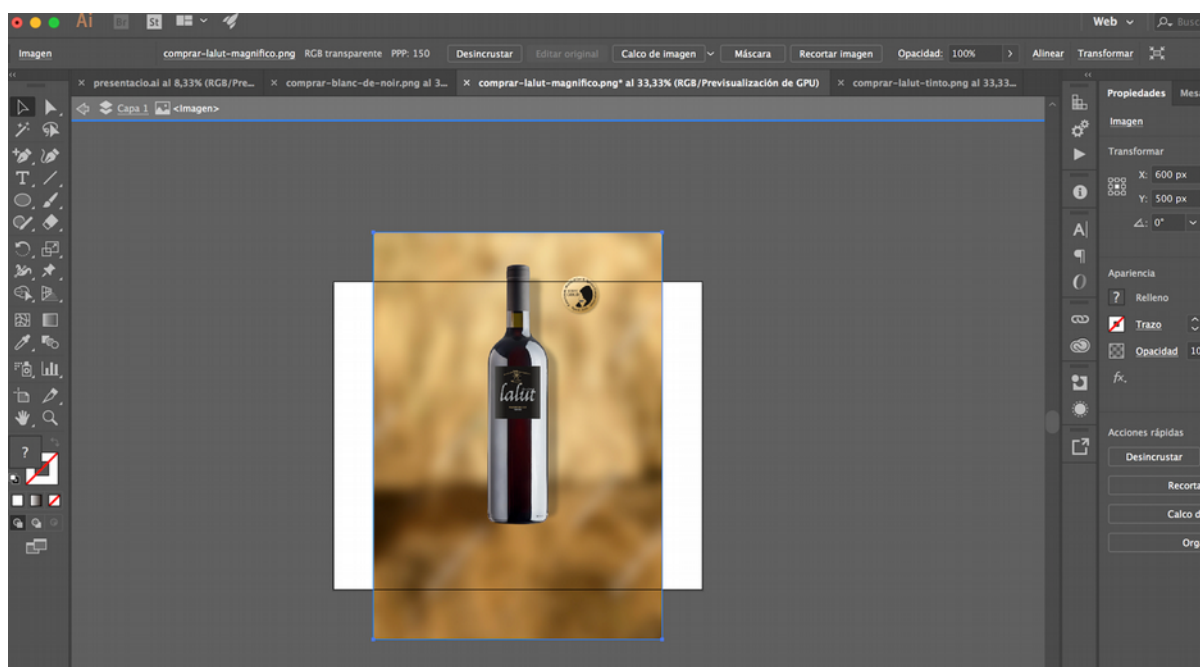 Ai Br St Web Busc
Imagen comprar-lalut-magnifico.png RGB transparente PPP: 150 Desincrustar Editar original Calco de imagen Máscara Recortar imagen Opacidad: 100% Alinear Transformar
× presentacio.ai al 8,33% (RGB/Pre... × comprar-blanc-de-noir.png al 3... × comprar-lalut-magnifico.png* al 33,33% (RGB/Previsualización de GPU) × comprar-lalut-tinto.png al 33,33...
Capa 1 <Imagen>
Propiedades Mesa
Imagen
Transformar
X: 600 px
Y: 500 px
0°
Apariencia
? Relleno
Trazo
Opacidad 10
fx.
Acciones rápidas
Desincrustar
Recorta
Calco d
Org
lalut
?